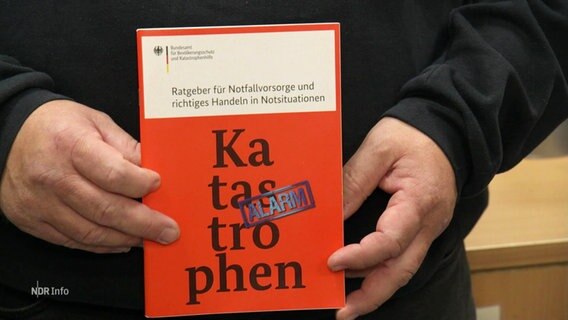 Bundesamt
für Bevölkerungsschutz
und Katastrophenhilfe
Ratgeber für Notfallvorsorge und
richtiges Handeln in Notsituationen
Ka
tas
tro
phen
ALARM
NDR Info